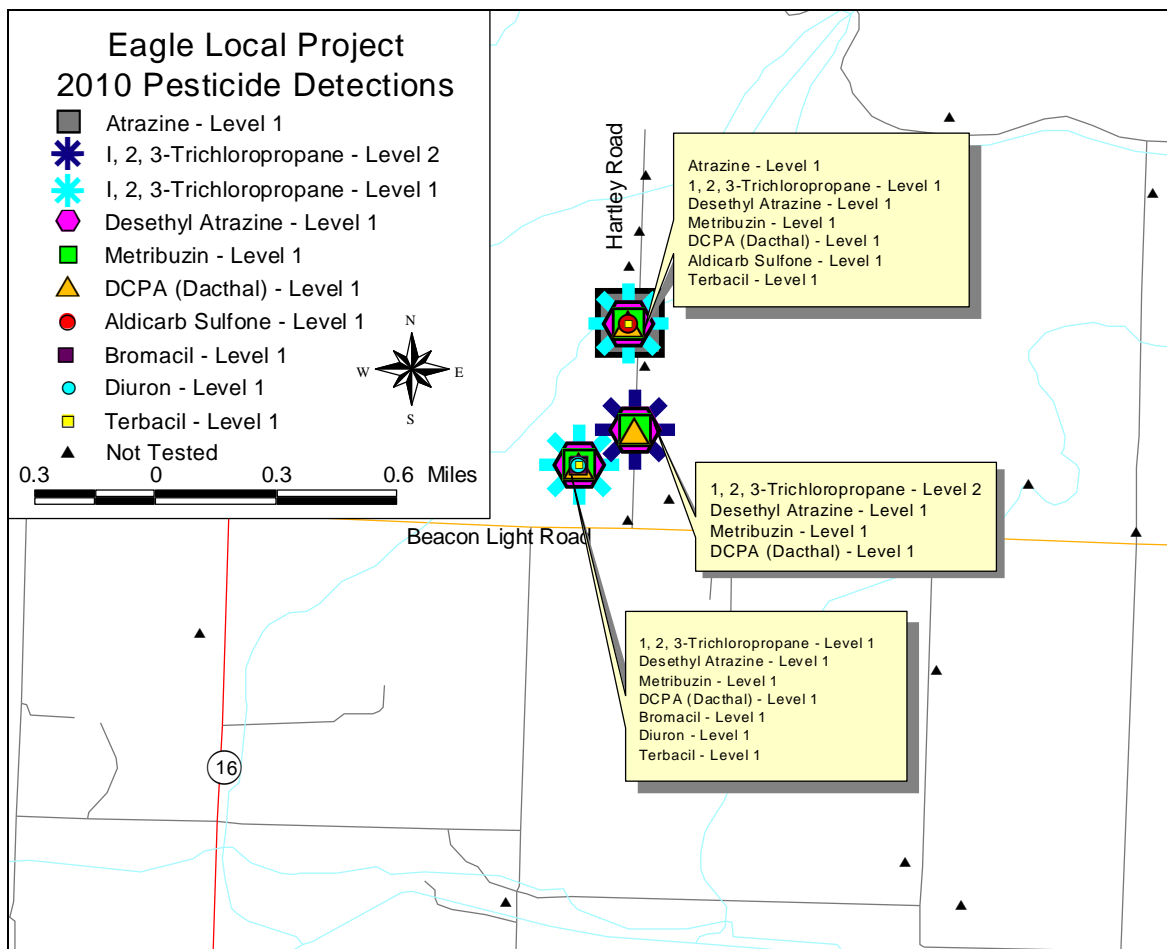 Eagle Local Project
2010 Pesticide Detections
Atrazine - Level 1
I, 2, 3-Trichloropropane - Level 2
I, 2, 3-Trichloropropane - Level 1
Desethyl Atrazine - Level 1
Metribuzin - Level 1
DCPA (Dacthal) - Level 1
Aldicarb Sulfone - Level 1
Bromacil - Level 1
Diuron - Level 1
Terbacil - Level 1
Not Tested
N
W E
S
0.3 0 0.3 0.6 Miles
Hartley Road
Atrazine - Level 1
1, 2, 3-Trichloropropane - Level 1
Desethyl Atrazine - Level 1
Metribuzin - Level 1
DCPA (Dacthal) - Level 1
Aldicarb Sulfone - Level 1
Terbacil - Level 1
1, 2, 3-Trichloropropane - Level 2
Desethyl Atrazine - Level 1
Metribuzin - Level 1
DCPA (Dacthal) - Level 1
Beacon Light Road
1, 2, 3-Trichloropropane - Level 1
Desethyl Atrazine - Level 1
Metribuzin - Level 1
DCPA (Dacthal) - Level 1
Bromacil - Level 1
Diuron - Level 1
Terbacil - Level 1
16